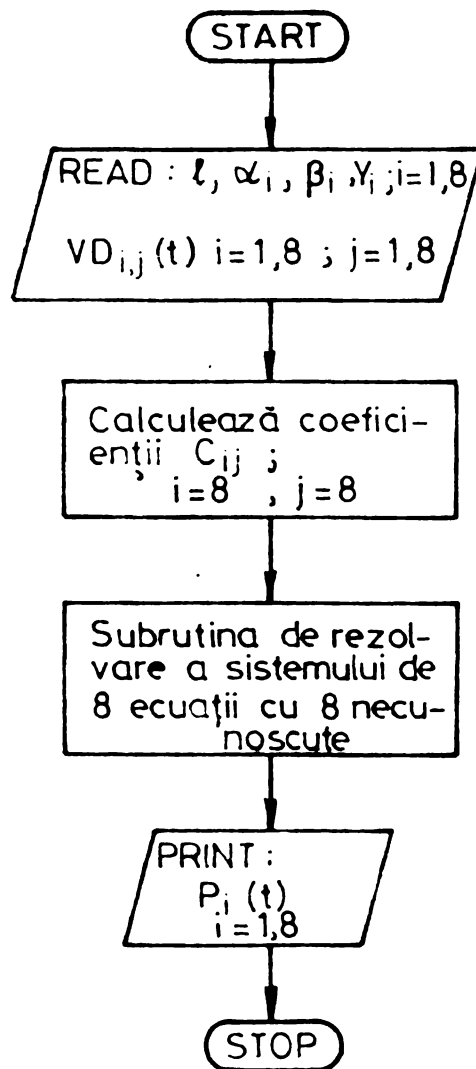 START
READ : ℓ, αᵢ, βᵢ, Yᵢ; i=1,8
VDᵢ,ⱼ(t) i=1,8 ; j=1,8
Calculează coefici-
enții Cᵢⱼ ;
i=8 , j=8
Subrutina de rezol-
vare a sistemului de
8 ecuații cu 8 necu-
noscute
PRINT :
Pᵢ (t)
i=1,8
STOP